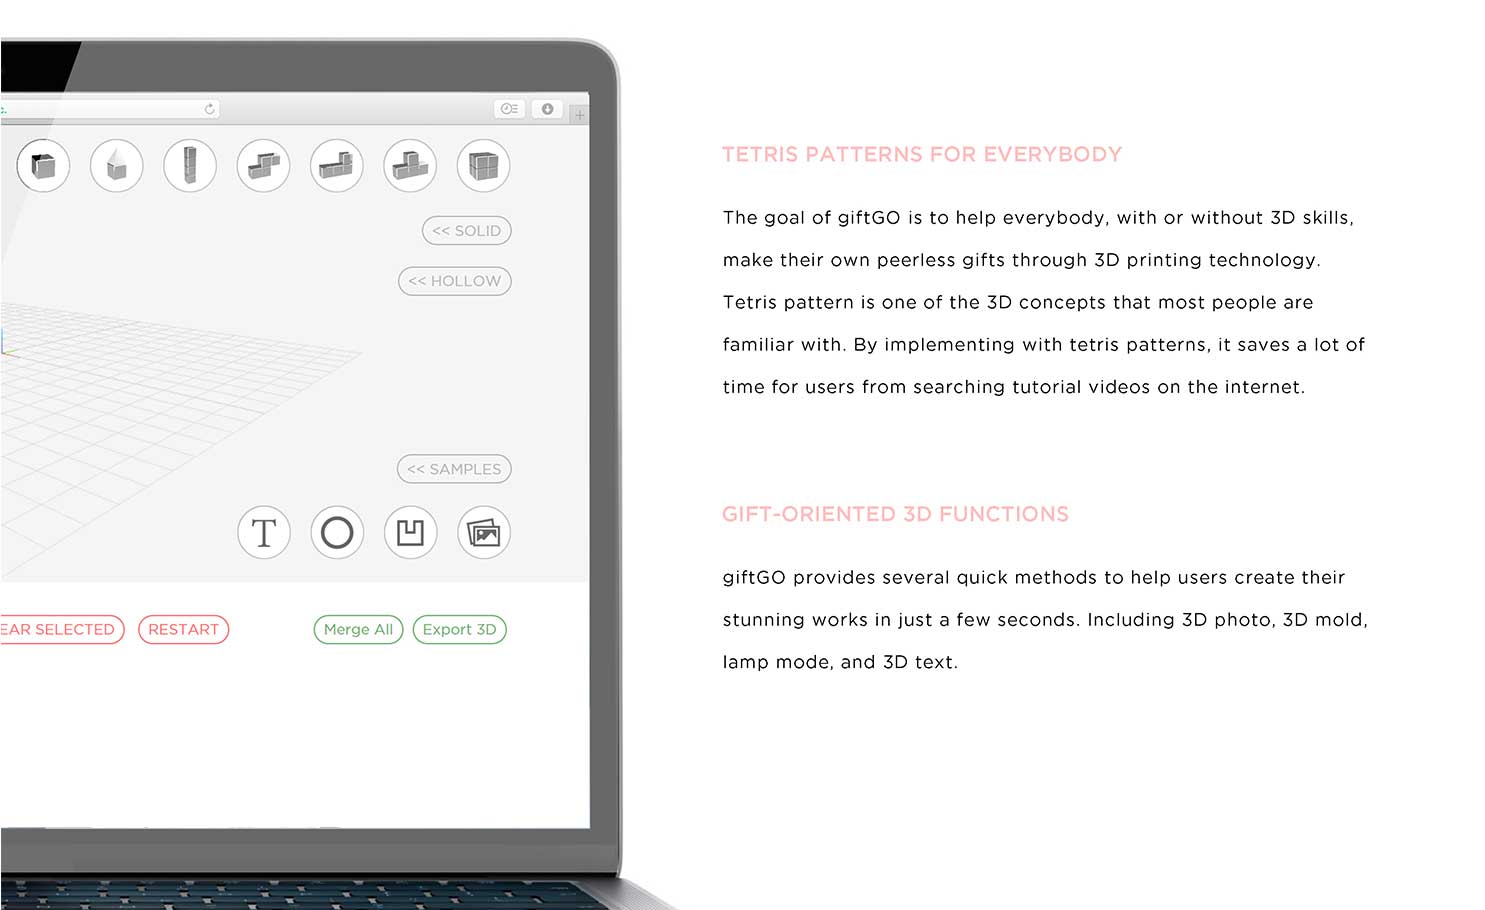 c.
<< SOLID
<< HOLLOW
<< SAMPLES
T
EAR SELECTED
RESTART
Merge All
Export 3D
TETRIS PATTERNS FOR EVERYBODY
The goal of giftGO is to help everybody, with or without 3D skills,
make their own peerless gifts through 3D printing technology.
Tetris pattern is one of the 3D concepts that most people are
familiar with. By implementing with tetris patterns, it saves a lot of
time for users from searching tutorial videos on the internet.
GIFT-ORIENTED 3D FUNCTIONS
giftGO provides several quick methods to help users create their
stunning works in just a few seconds. Including 3D photo, 3D mold,
lamp mode, and 3D text.